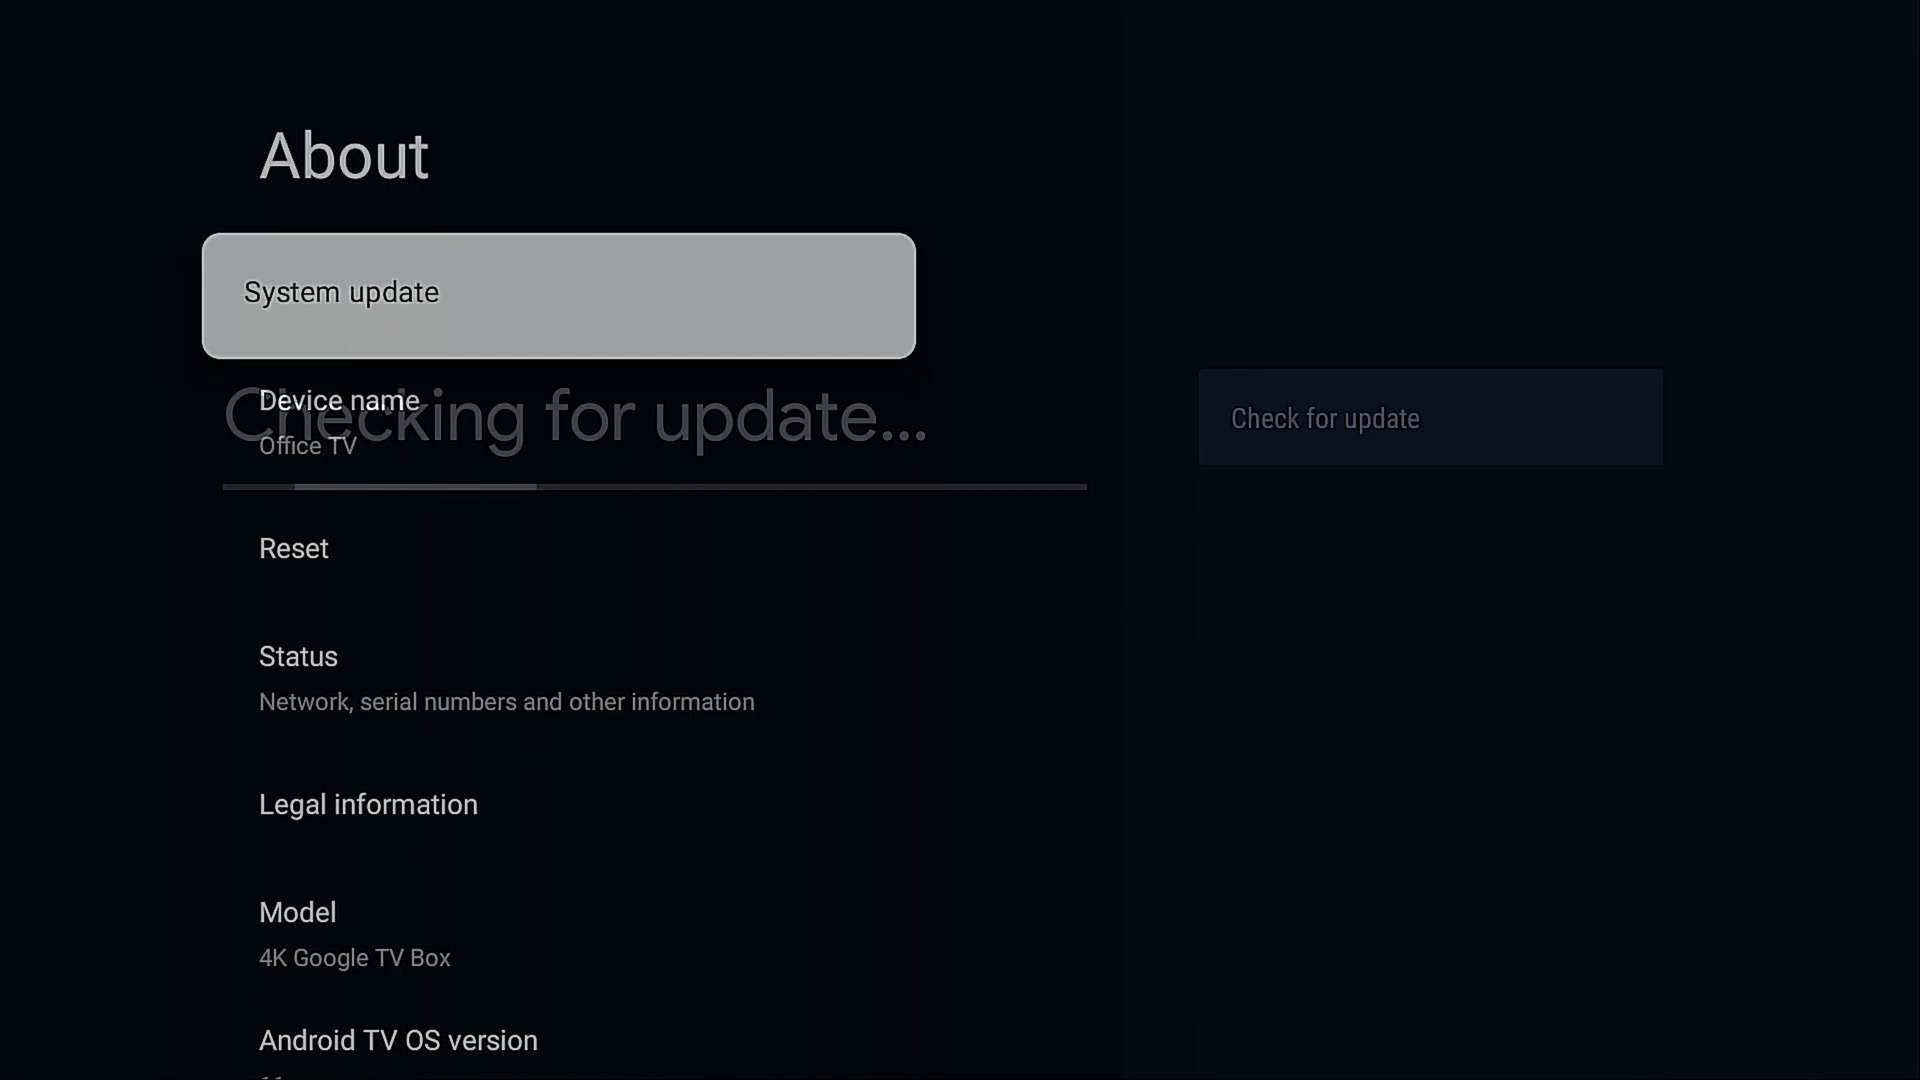 About
System update
Device name
Checking for update...
Office TV
Check for update
Reset
Status
Network, serial numbers and other information
Legal information
Model
4K Google TV Box
Android TV OS version